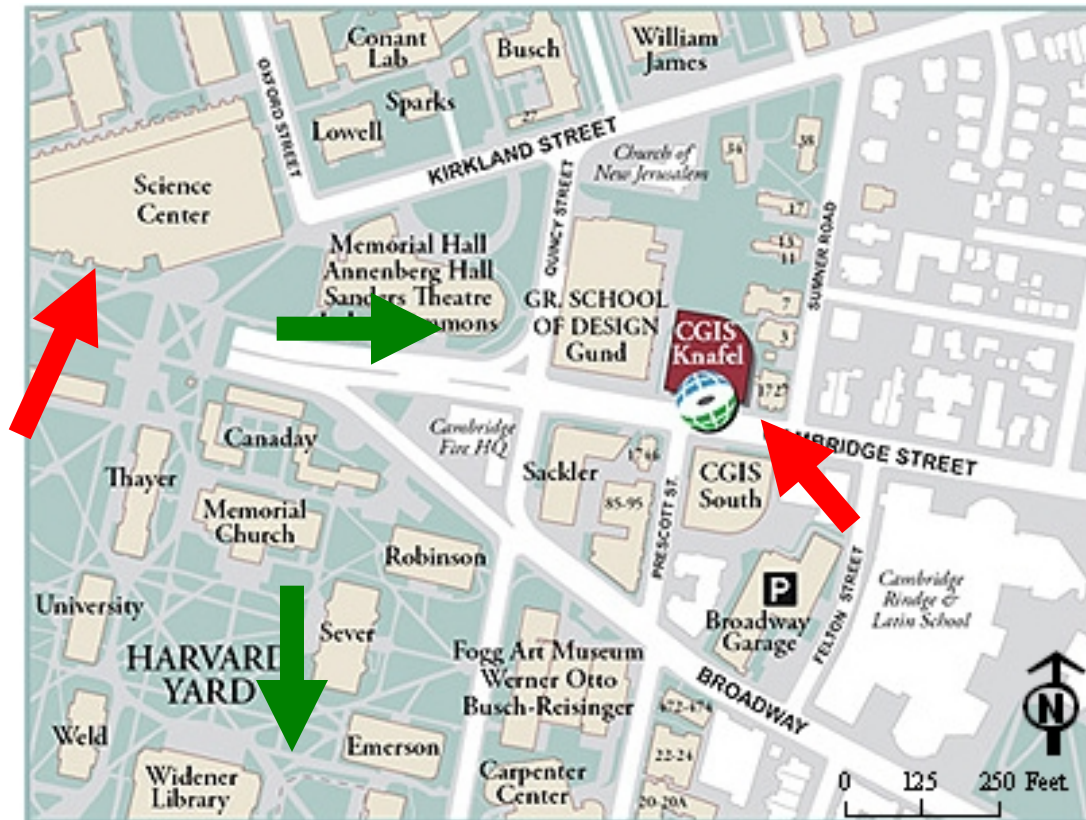 Conant
Lab
Busch
William
James
OXFORD STREET
Sparks
27
Lowell
KIRKLAND STREET
Church of
New Jerusalem
34
38
Science
Center
QUINCY STREET
17
SUMNER ROAD
Memorial Hall
Annenberg Hall
Sanders Theatre
13
11
GR. SCHOOL
OF DESIGN
Gund
7
CGIS
Knafel
3
1727
Canaday
Cambridge
Fire HQ
CAMBRIDGE STREET
Thayer
Sackler
1746
CGIS
South
Memorial
Church
85-95
PRESCOTT ST.
Robinson
P
FELTON STREET
Cambridge
Rindge &
Latin School
University
Sever
Broadway
Garage
HARVARD
YARD
Fogg Art Museum
Werner Otto
Busch-Reisinger
BROADWAY
472-474
N
Weld
Emerson
22-24
Widener
Library
Carpenter
Center
20-20A
0 125 250 Feet